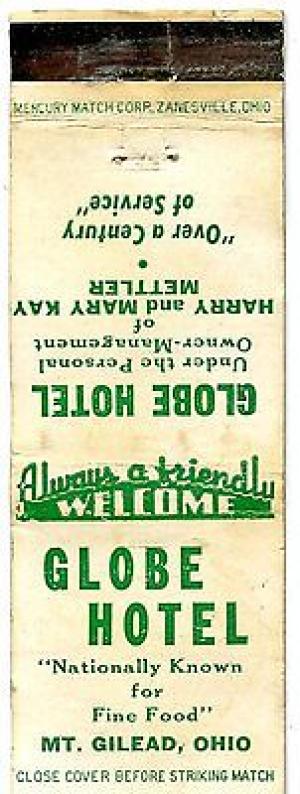 MERCURY MATCH CORP. ZANESVILLE, OHIO
GLOBE HOTEL
Under the Personal
Owner-Management
of
HARRY and MARY KAY
METTLER
•
"Over a Century
of Service"
Always a friendly
WELCOME
GLOBE
HOTEL
"Nationally Known
for
Fine Food"
MT. GILEAD, OHIO
CLOSE COVER BEFORE STRIKING MATCH